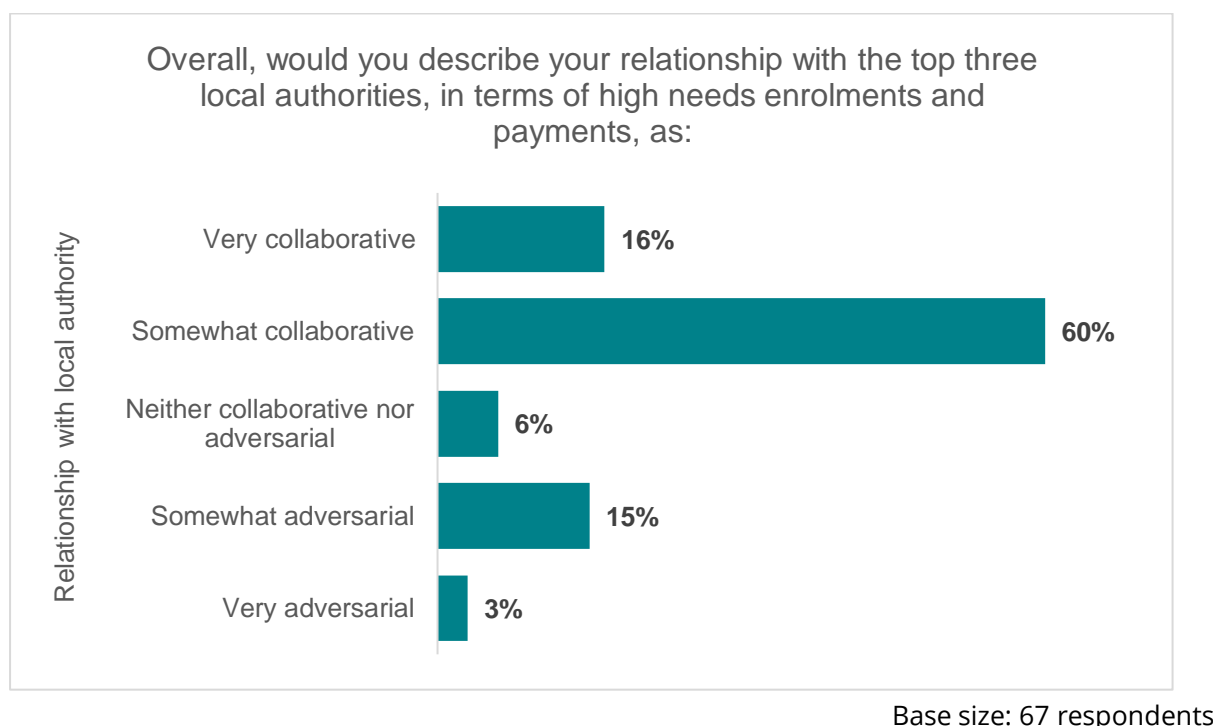 Overall, would you describe your relationship with the top three
local authorities, in terms of high needs enrolments and
payments, as:
Relationship with local authority
Very collaborative
16%
Somewhat collaborative
60%
Neither collaborative nor
adversarial
6%
Somewhat adversarial
15%
Very adversarial
3%
Base size: 67 respondents